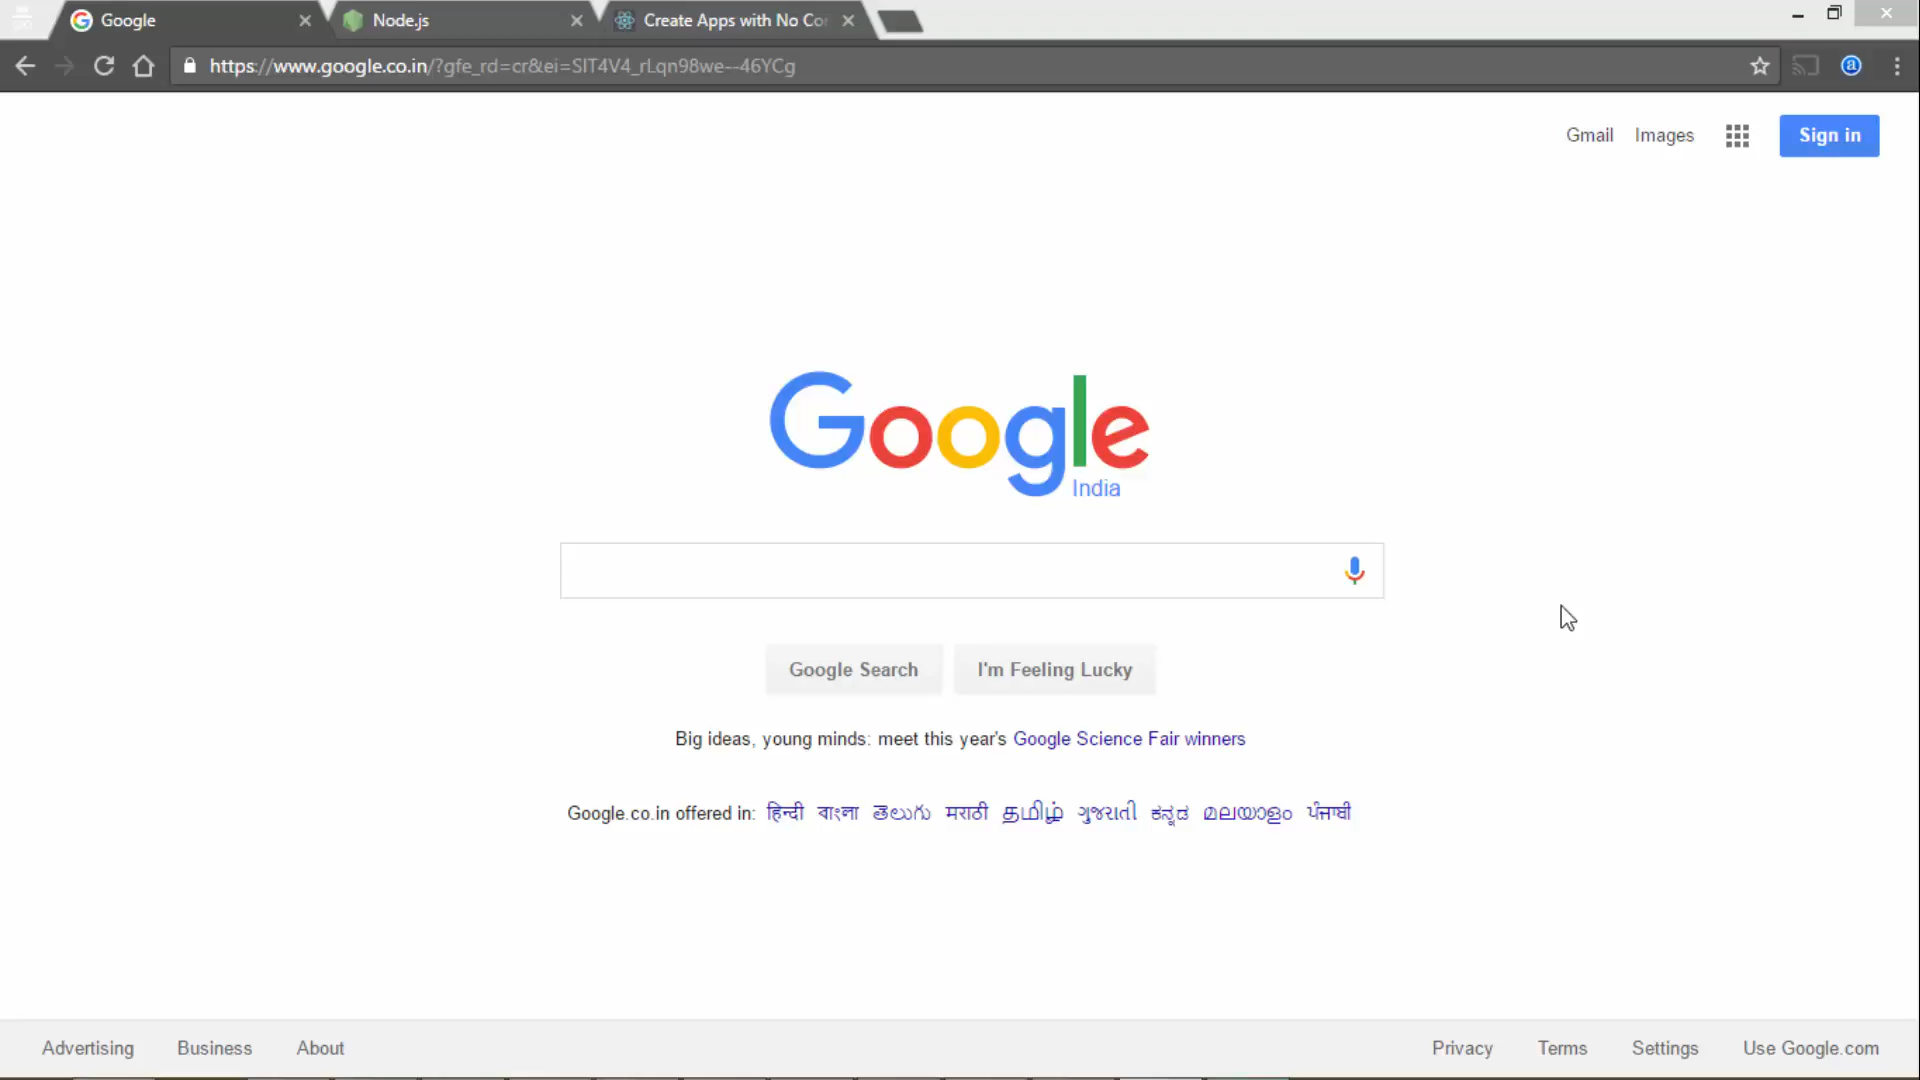 Google
Node.js
Create Apps with No Co
https://www.google.co.in/?gfe_rd=cr&ei=SlT4V4_rLqn98we--46YCg
Gmail Images Sign in
Google
India
Google Search I'm Feeling Lucky
Big ideas, young minds: meet this year's Google Science Fair winners
Google.co.in offered in: हिन्दी বাংলা తెలుగు मराठी தமிழ் ગુજરાતી ಕನ್ನಡ മലയാളം ਪੰਜਾਬੀ
Advertising Business About Privacy Terms Settings Use Google.com